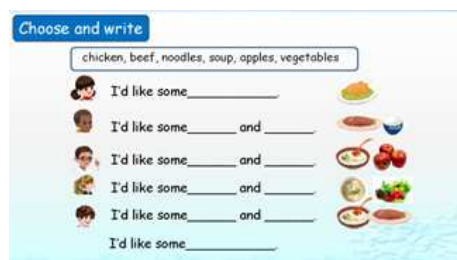 Choose and write
chicken, beef, noodles, soup, apples, vegetables
I'd like some____________.
I'd like some_______ and _______.
I'd like some_______ and _______.
I'd like some_______ and _______.
I'd like some_______ and _______.
I'd like some____________.